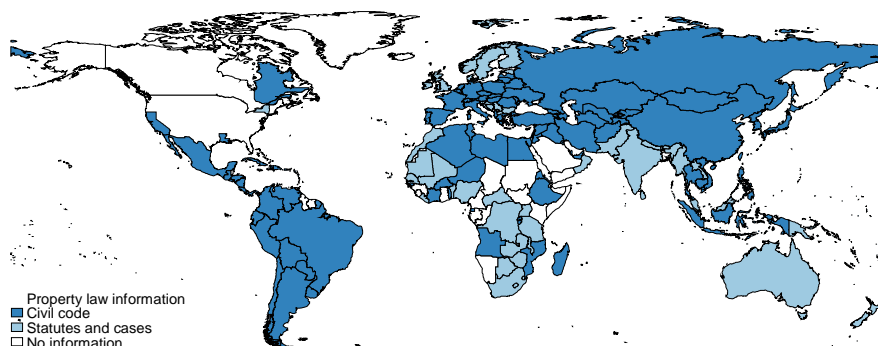 Property law information
Civil code
Statutes and cases
No information